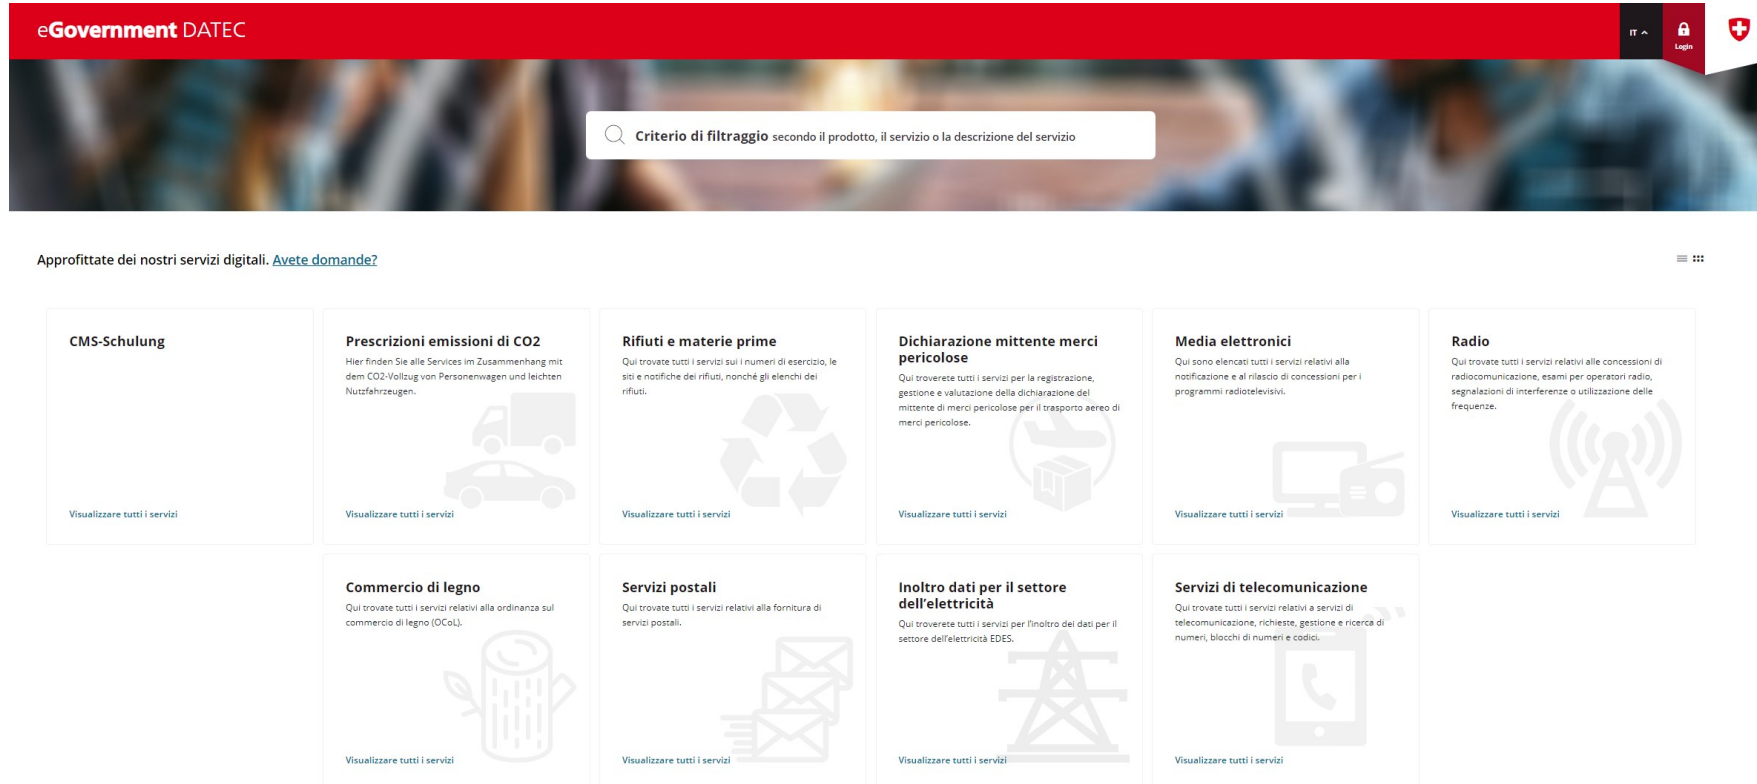 eGovernment DATEC
IT
Login
Criterio di filtraggio secondo il prodotto, il servizio o la descrizione del servizio
Approfittate dei nostri servizi digitali. Avete domande?
CMS-Schulung
Visualizzare tutti i servizi
Prescrizioni emissioni di CO2
Hier finden Sie alle Services im Zusammenhang mit
dem CO2-Vollzug von Personenwagen und leichten
Nutzfahrzeugen.
Visualizzare tutti i servizi
Rifiuti e materie prime
Qui trovate tutti i servizi sui i numeri di esercizio, le
siti e notifiche dei rifiuti, nonché gli elenchi dei
rifiuti.
Visualizzare tutti i servizi
Dichiarazione mittente merci
pericolose
Qui troverete tutti i servizi per la registrazione,
gestione e valutazione della dichiarazione del
mittente di merci pericolose per il trasporto aereo di
merci pericolose.
Visualizzare tutti i servizi
Media elettronici
Qui sono elencati tutti i servizi relativi alla
notificazione e al rilascio di concessioni per i
programmi radiotelevisivi.
Visualizzare tutti i servizi
Radio
Qui trovate tutti i servizi relativi alle concessioni di
radiocomunicazione, esami per operatori radio,
segnalazioni di interferenze o utilizzazione delle
frequenze.
Visualizzare tutti i servizi
Commercio di legno
Qui trovate tutti i servizi relativi alla ordinanza sul
commercio di legno (OCoL).
Visualizzare tutti i servizi
Servizi postali
Qui trovate tutti i servizi relativi alla fornitura di
servizi postali.
Visualizzare tutti i servizi
Inoltro dati per il settore
dell'elettricità
Qui troverete tutti i servizi per l'inoltro dei dati per il
settore dell'elettricità EDES.
Visualizzare tutti i servizi
Servizi di telecomunicazione
Qui trovate tutti i servizi relativi a servizi di
telecomunicazione, richieste, gestione e ricerca di
numeri, blocchi di numeri e codici.
Visualizzare tutti i servizi